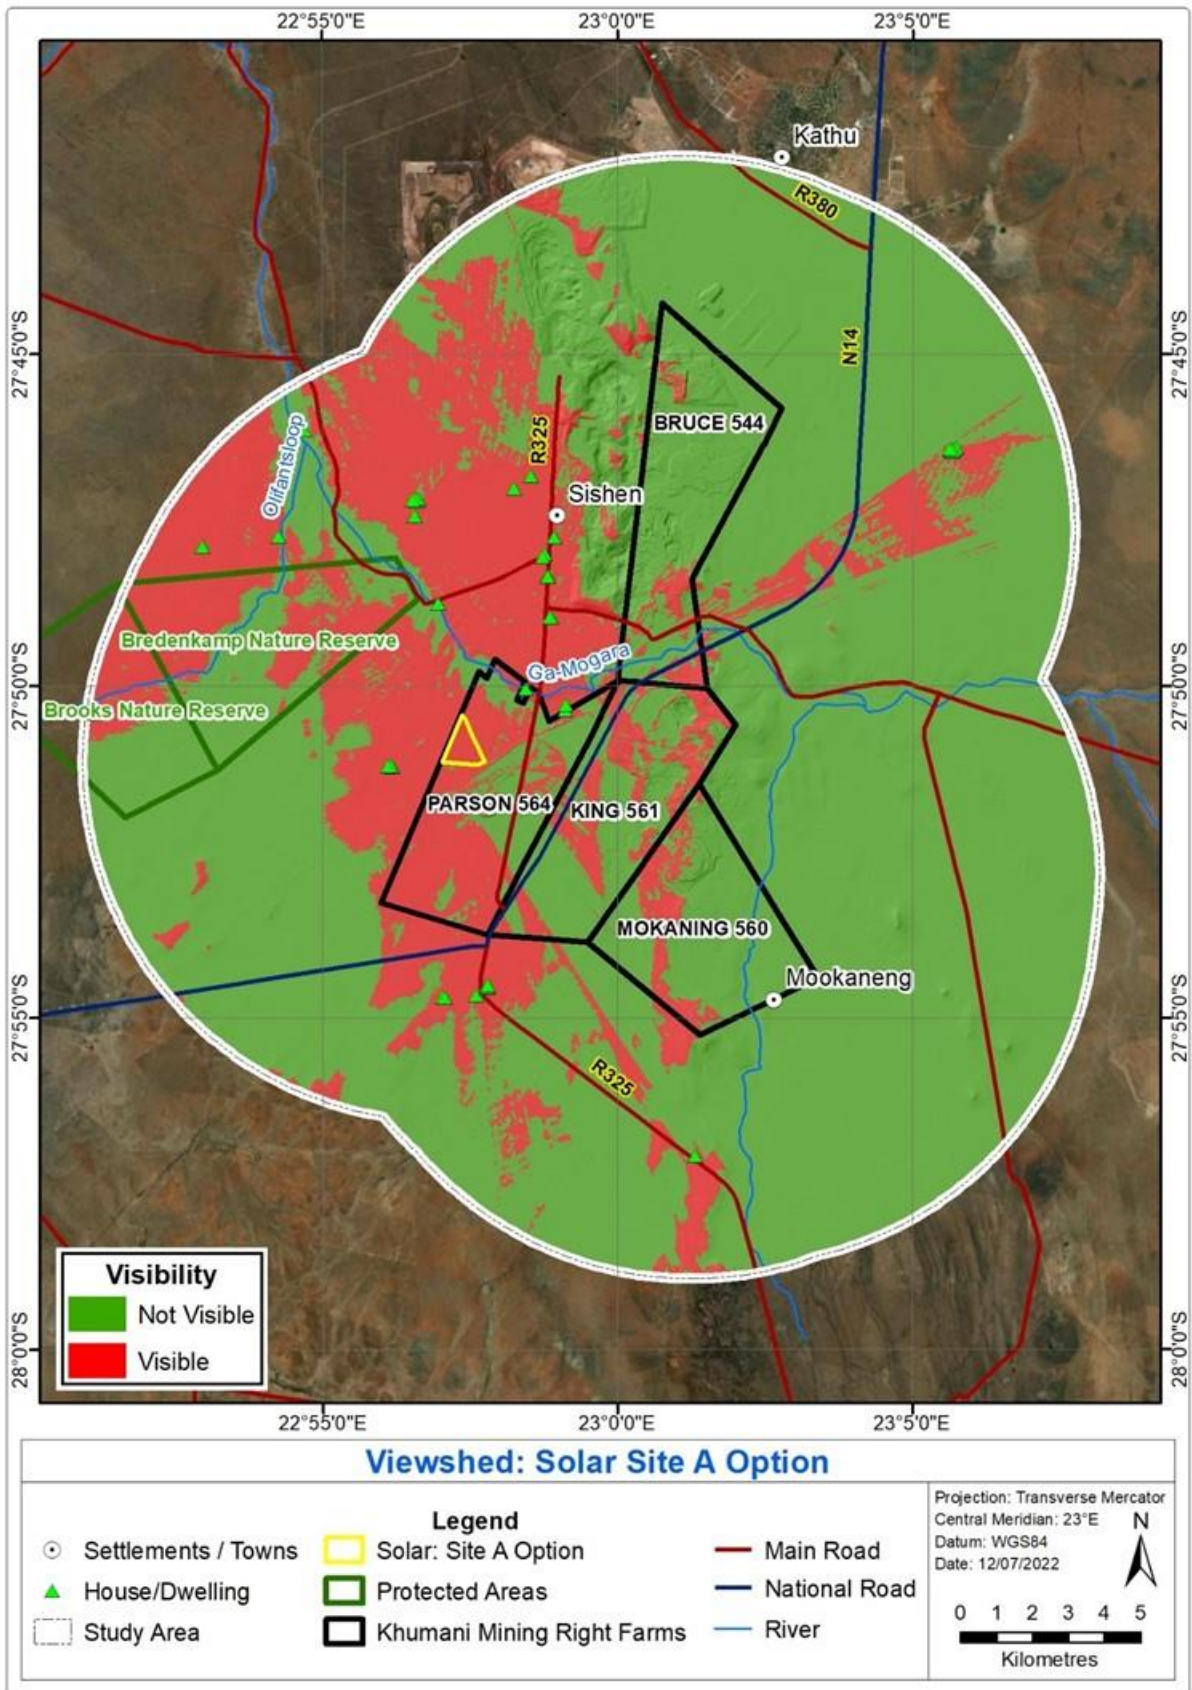 22°55'0"E
23°0'0"E
23°5'0"E
Kathu
R380
27°45'0"S
27°45'0"S
N14
BRUCE 544
R325
Olifantsloop
Sishen
Bredenkamp Nature Reserve
Ga-Mogara
27°50'0"S
27°50'0"S
Brooks Nature Reserve
PARSON 564
KING 561
MOKANING 560
Mookaneng
27°55'0"S
27°55'0"S
R325
Visibility
Not Visible
Visible
28°0'0"S
28°0'0"S
22°55'0"E
23°0'0"E
23°5'0"E
Viewshed: Solar Site A Option
Legend
Settlements / Towns
House/Dwelling
Study Area
Solar: Site A Option
Protected Areas
Khumani Mining Right Farms
Main Road
National Road
River
Projection: Transverse Mercator
Central Meridian: 23°E
Datum: WGS84
Date: 12/07/2022
N
0 1 2 3 4 5
Kilometres